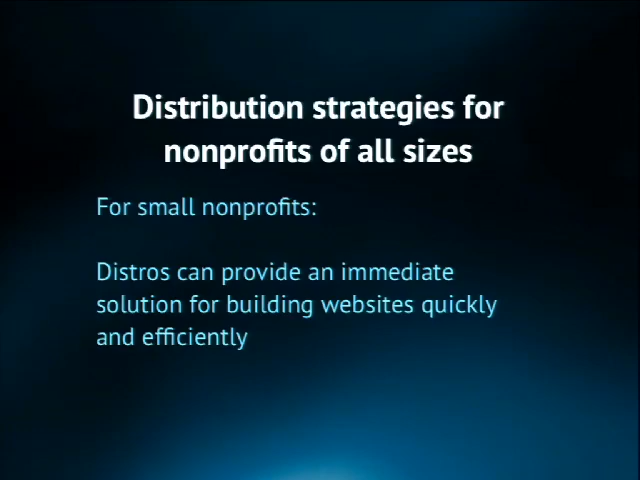 Distribution strategies for
nonprofits of all sizes
For small nonprofits:
Distros can provide an immediate
solution for building websites quickly
and efficiently